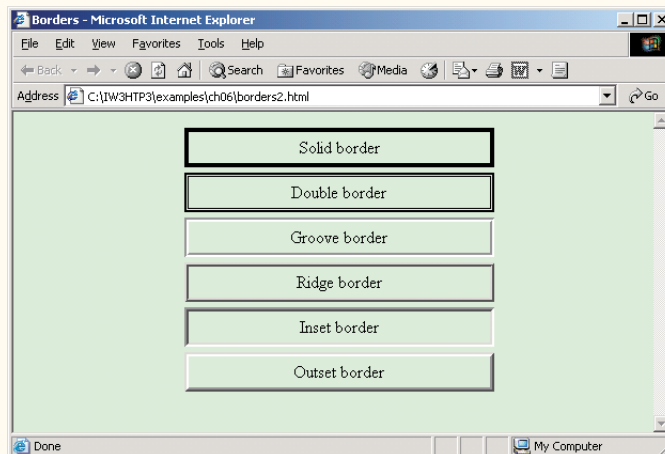 Borders - Microsoft Internet Explorer
File Edit View Favorites Tools Help
Back Search Favorites Media
Address C:\IW3HTP3\examples\ch06\borders2.html Go
Solid border
Double border
Groove border
Ridge border
Inset border
Outset border
Done My Computer